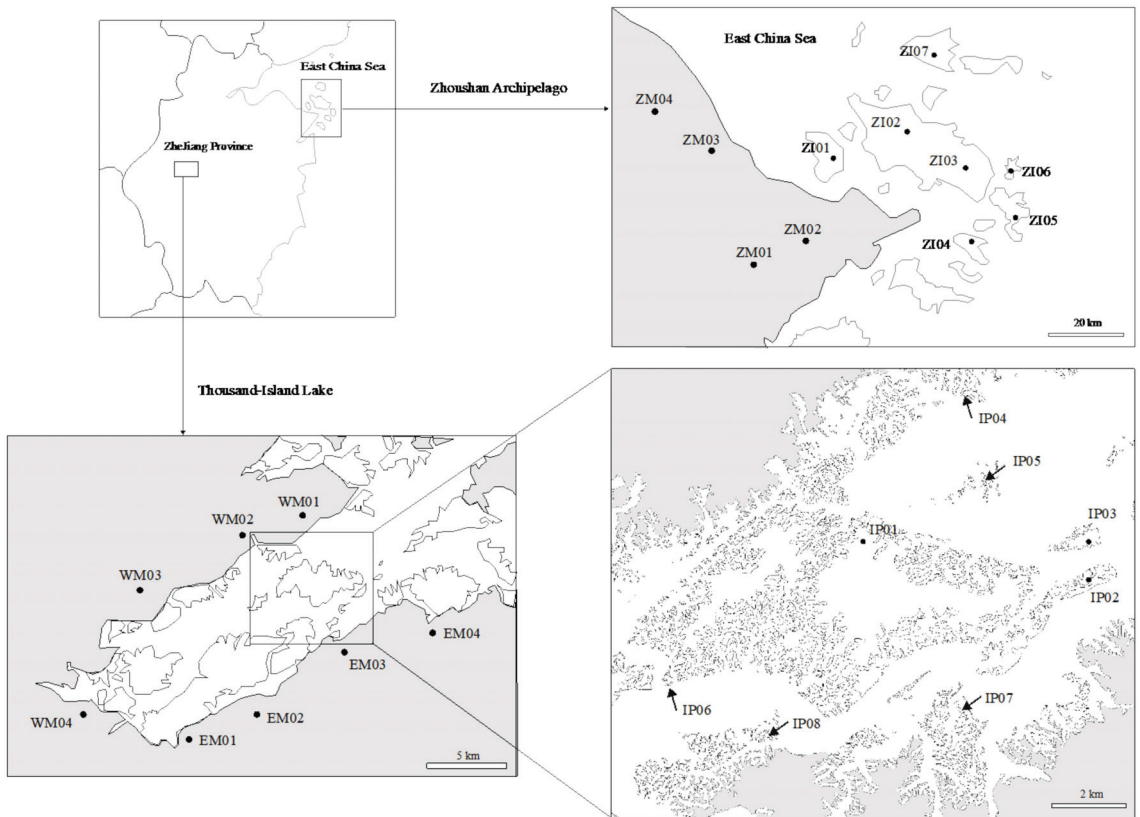 East China Sea
ZheJiang Province
Zhoushan Archipelago
Thousand-Island Lake
East China Sea
ZI07
ZM04
ZM03
ZI02
ZI01
ZI03
ZI06
ZI05
ZM02
ZI04
ZM01
20 km
WM01
WM02
WM03
EM04
EM03
WM04
EM02
EM01
5 km
IP04
IP05
IP01
IP03
IP02
IP06
IP07
IP08
2 km